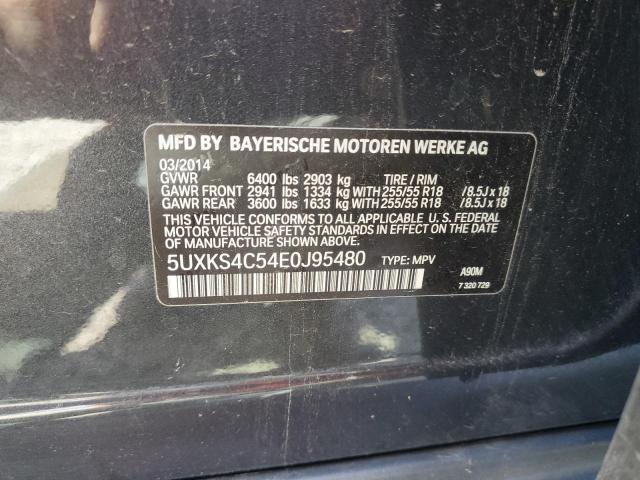 MFD BY BAYERISCHE MOTOREN WERKE AG
03/2014
GVWR 6400 lbs 2903 kg TIRE / RIM
GAWR FRONT 2941 lbs 1334 kg WITH 255/55 R18 /8.5J x 18
GAWR REAR 3600 lbs 1633 kg WITH 255/55 R18 /8.5J x 18
THIS VEHICLE CONFORMS TO ALL APPLICABLE U. S. FEDERAL
MOTOR VEHICLE SAFETY STANDARDS IN EFFECT ON THE
DATE OF MANUFACTURE SHOWN ABOVE.
5UXKS4C54E0J95480 TYPE: MPV
A90M
7 320 729